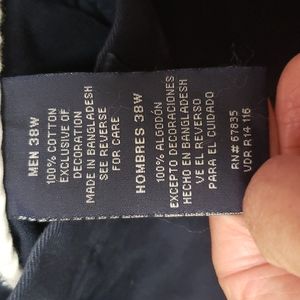 MEN 38W
100% COTTON
EXCLUSIVE OF
DECORATION
MADE IN BANGLADESH
SEE REVERSE
FOR CARE
HOMBRES 38W
100% ALGODÓN
EXCEPTO DECORACIONES
HECHO EN BANGLADESH
VE EL REVERSO
PARA EL CUIDADO
RN# 67835
VDR R14 116